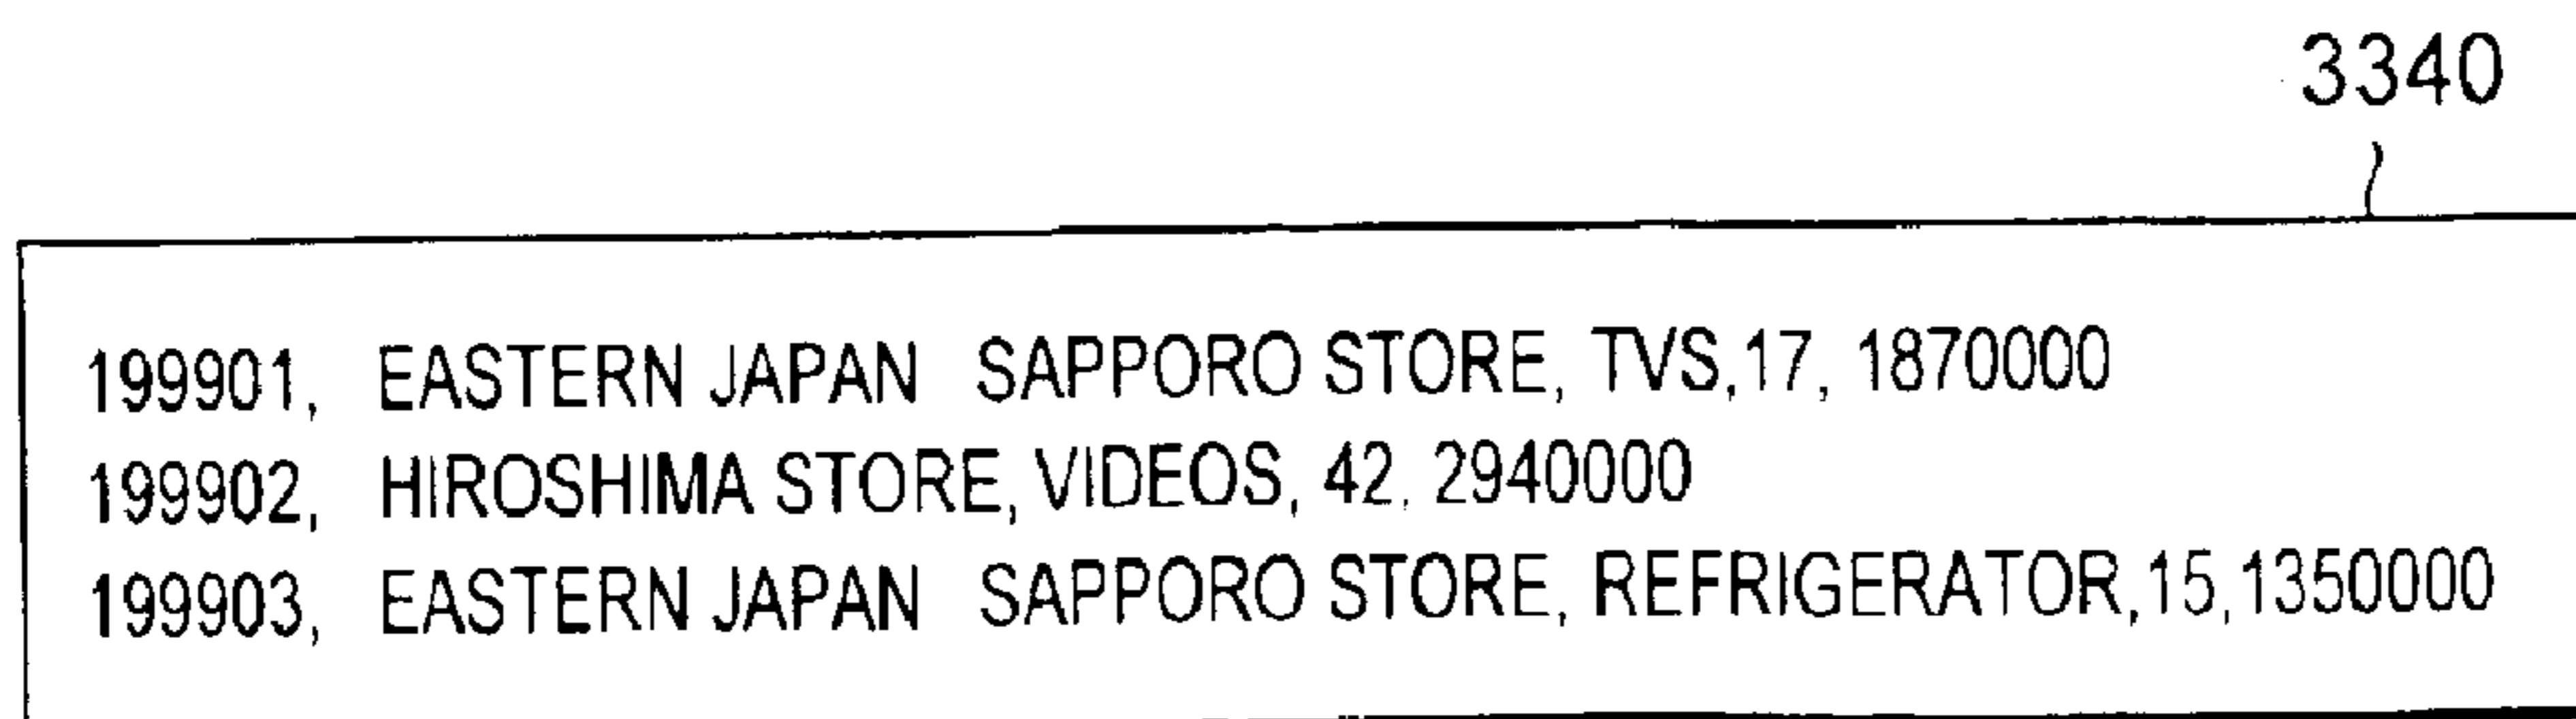 3340
199901, EASTERN JAPAN SAPPORO STORE, TVS,17, 1870000
199902, HIROSHIMA STORE, VIDEOS, 42, 2940000
199903, EASTERN JAPAN SAPPORO STORE, REFRIGERATOR,15,1350000